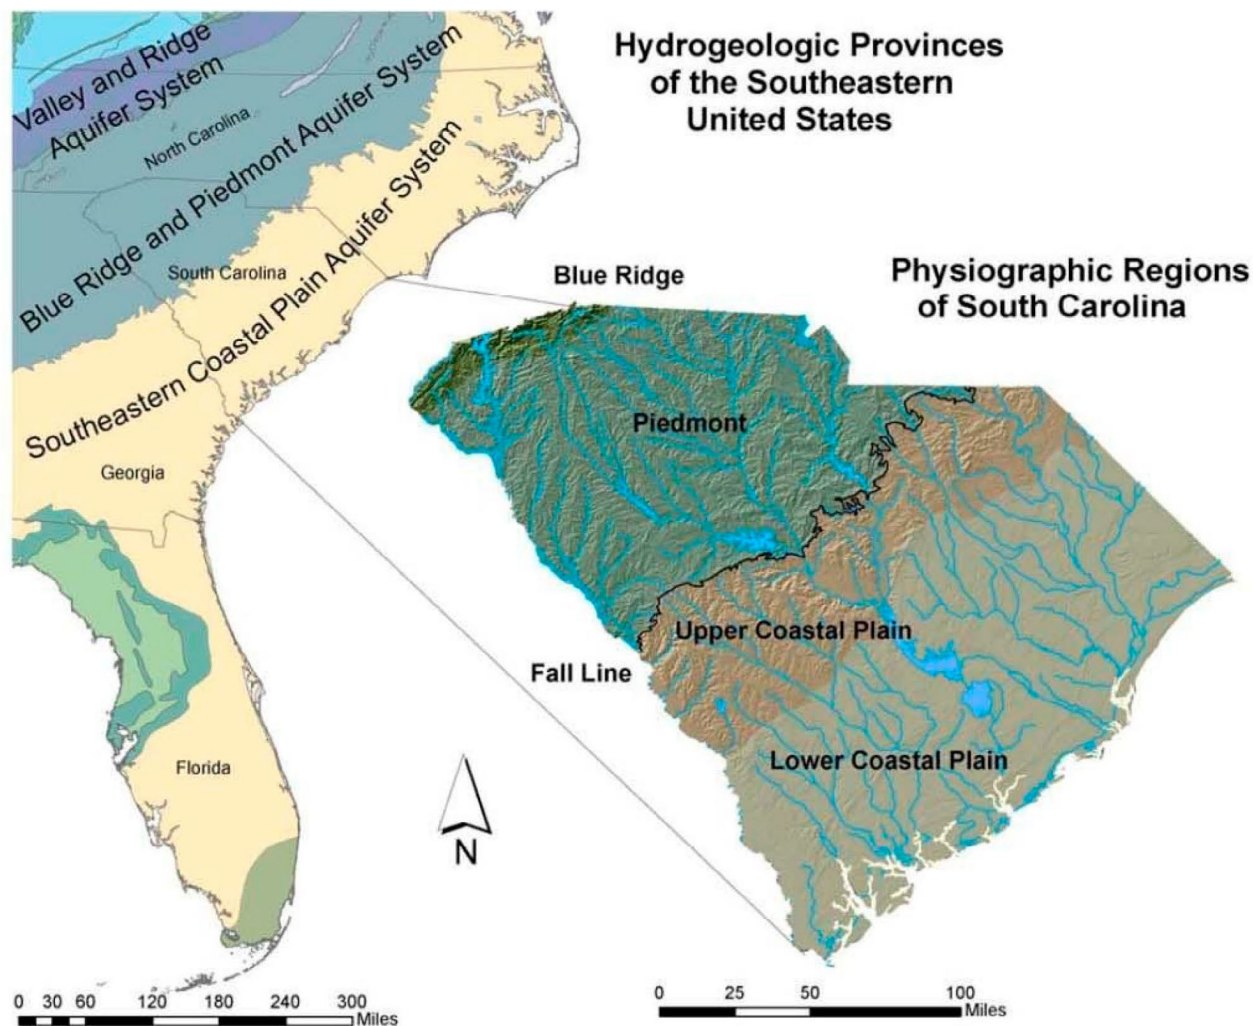 Hydrogeologic Provinces
of the Southeastern
United States
Valley and Ridge
Aquifer System
North Carolina
Blue Ridge and Piedmont Aquifer System
South Carolina
Southeastern Coastal Plain Aquifer System
Georgia
Florida
Physiographic Regions
of South Carolina
Blue Ridge
Piedmont
Upper Coastal Plain
Fall Line
Lower Coastal Plain
N
0 30 60 120 180 240 300
Miles
0 25 50 100
Miles